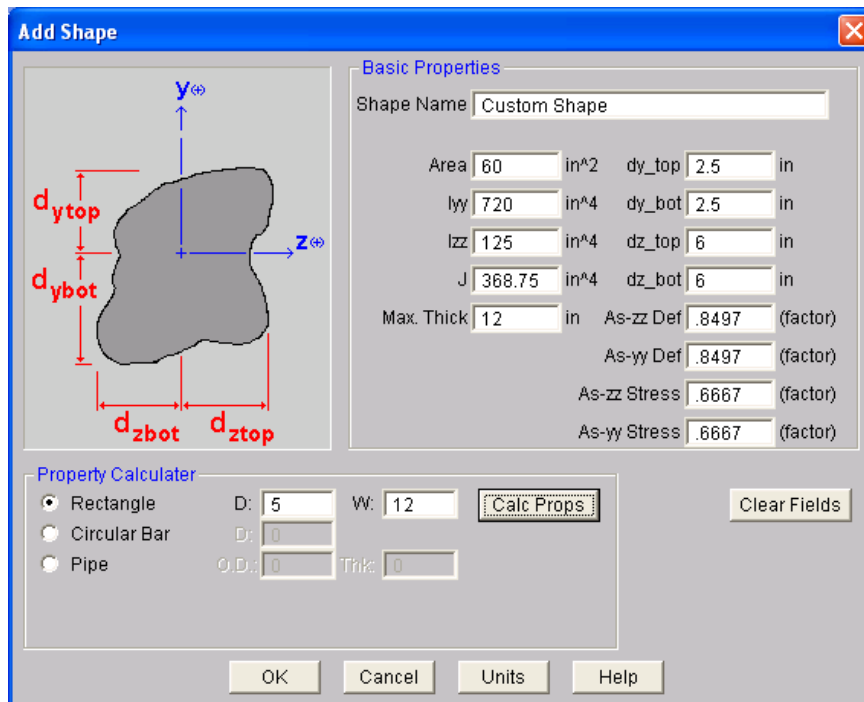 Add Shape
y(+)
z(+)
dytop
dybot
dzbot
dztop
Basic Properties
Shape Name Custom Shape
Area 60 in^2 dy_top 2.5 in
Iyy 720 in^4 dy_bot 2.5 in
Izz 125 in^4 dz_top 6 in
J 368.75 in^4 dz_bot 6 in
Max. Thick 12 in As-zz Def .8497 (factor)
As-yy Def .8497 (factor)
As-zz Stress .6667 (factor)
As-yy Stress .6667 (factor)
Property Calculater
Rectangle D: 5 W: 12 Calc Props
Clear Fields
Circular Bar D: 0
Pipe O.D.: 0 Thk: 0
OK Cancel Units Help